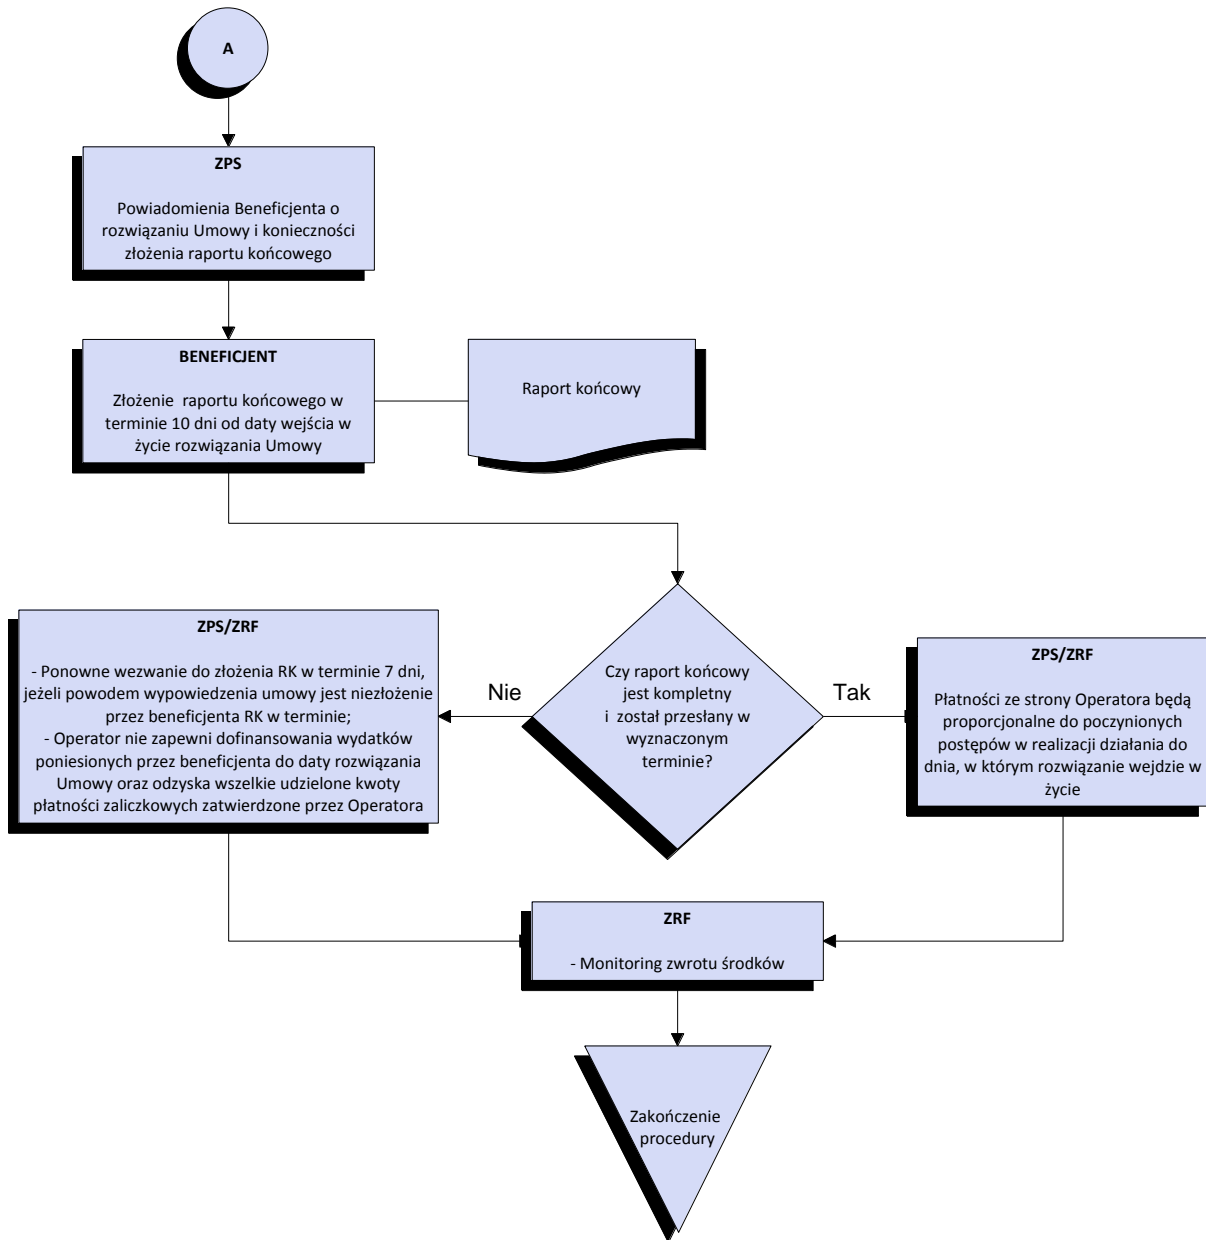 A
ZPS
Powiadomienia Beneficjenta o
rozwiązaniu Umowy i konieczności
złożenia raportu końcowego
BENEFICJENT
Złożenie raportu końcowego w
terminie 10 dni od daty wejścia w
życie rozwiązania Umowy
Raport końcowy
Czy raport końcowy
jest kompletny
i został przesłany w
wyznaczonym
terminie?
Nie
Tak
ZPS/ZRF
- Ponowne wezwanie do złożenia RK w terminie 7 dni,
jeżeli powodem wypowiedzenia umowy jest niezłożenie
przez beneficjenta RK w terminie;
- Operator nie zapewni dofinansowania wydatków
poniesionych przez beneficjenta do daty rozwiązania
Umowy oraz odzyska wszelkie udzielone kwoty
płatności zaliczkowych zatwierdzone przez Operatora
ZPS/ZRF
Płatności ze strony Operatora będą
proporcjonalne do poczynionych
postępów w realizacji działania do
dnia, w którym rozwiązanie wejdzie w
życie
ZRF
- Monitoring zwrotu środków
Zakończenie
procedury